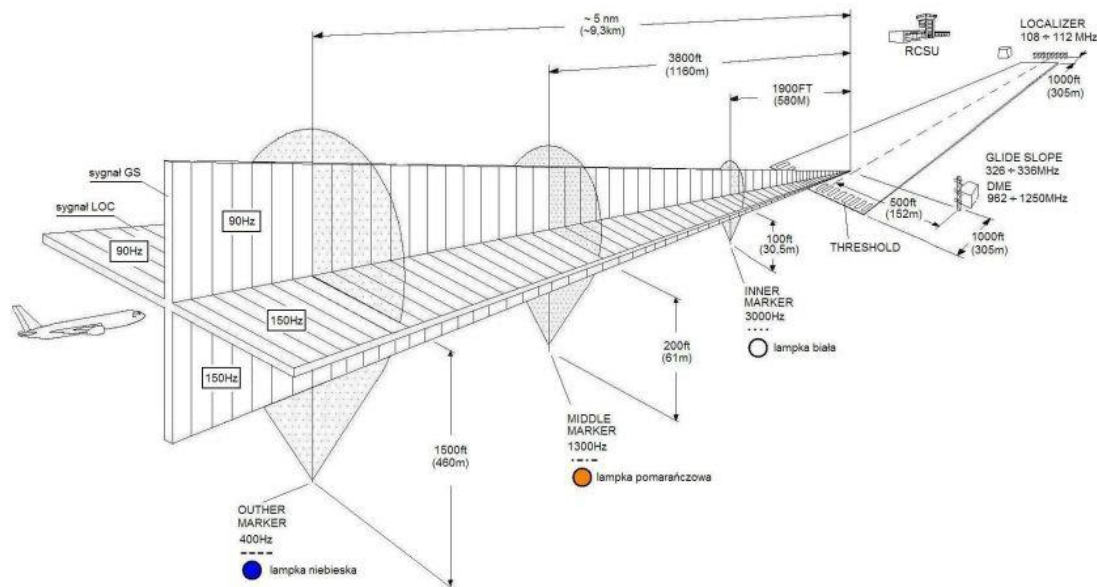 ~ 5 nm
(~9,3km)
3800ft
(1160m)
1900FT
(580M)
RCSU
LOCALIZER
108 ÷ 112 MHz
1000ft
(305m)
GLIDE SLOPE
326 ÷ 336MHz
DME
962 ÷ 1250MHz
500ft
(152m)
1000ft
(305m)
THRESHOLD
sygnał GS
sygnał LOC
90Hz
90Hz
150Hz
150Hz
100ft
(30,5m)
INNER
MARKER
3000Hz
lampka biała
200ft
(61m)
MIDDLE
MARKER
1300Hz
lampka pomarańczowa
1500ft
(460m)
OUTHER
MARKER
400Hz
lampka niebieska